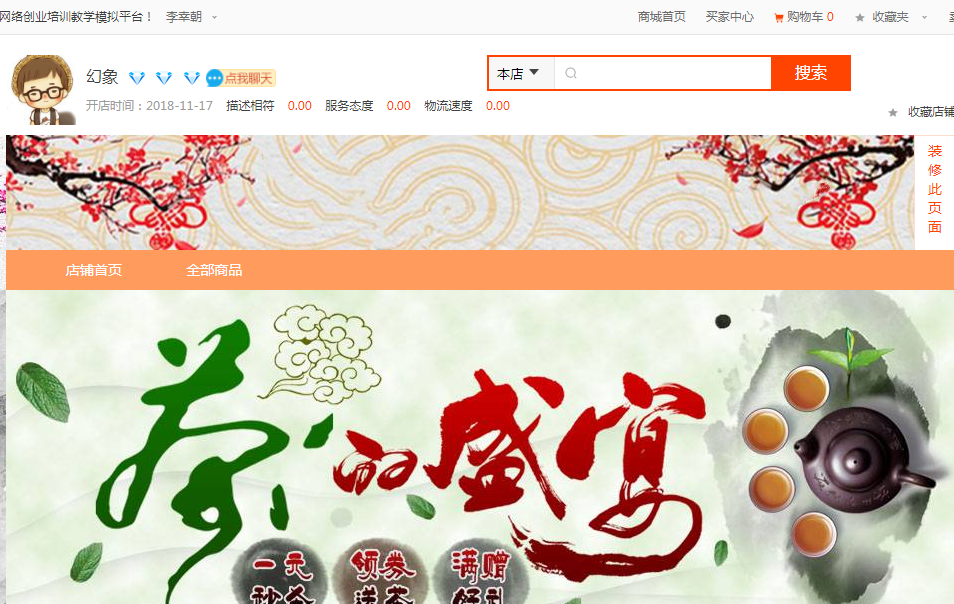 网络创业培训教学模拟平台！ 李幸朝
商城首页 买家中心 购物车 0 收藏夹
幻象 点我聊天
本店 搜索
开店时间：2018-11-17 描述相符 0.00 服务态度 0.00 物流速度 0.00
收藏店铺
装修此页面
店铺首页 全部商品
茶的盛宴
一元 领券 满赠
秒杀 送茶 好礼